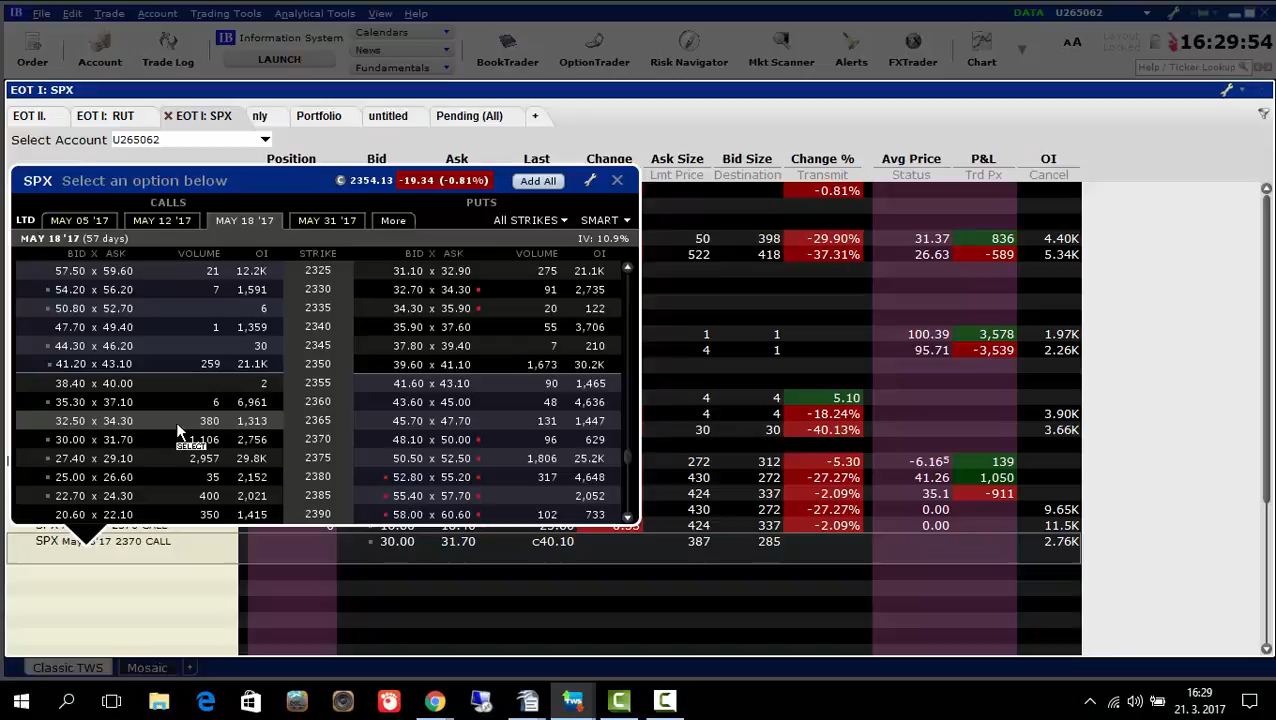 IB File Edit Trade Account Trading Tools Analytical Tools View Help DATA U265062
Order Account Trade Log IB Information System LAUNCH Calendars News Fundamentals BookTrader OptionTrader Risk Navigator Mkt Scanner Alerts FXTrader Chart AA Layout Locked 16:29:54
Help / Ticker Lookup
EOT I: SPX
EOT II. EOT I: RUT EOT I: SPX nly Portfolio untitled Pending (All) +
Select Account U265062
Position Bid Ask Last Change Ask Size Bid Size Change % Avg Price P&L OI
Lmt Price Destination Transmit Status Trd Px Cancel
SPX Select an option below C 2354.13 -19.34 (-0.81%) Add All
-0.81%
CALLS PUTS
LTD MAY 05 '17 MAY 12 '17 MAY 18 '17 MAY 31 '17 More All STRIKES SMART
MAY 18 '17 (57 days) IV: 10.9%
50 398 -29.90% 31.37 836 4.40K
BID X ASK VOLUME OI STRIKE BID X ASK VOLUME OI
522 418 -37.31% 26.63 -589 5.34K
57.50 x 59.60 21 12.2K 2325 31.10 x 32.90 275 21.1K
54.20 x 56.20 7 1,591 2330 32.70 x 34.30 91 2,735
50.80 x 52.70 6 2335 34.30 x 35.90 20 122
47.70 x 49.40 1 1,359 2340 35.90 x 37.60 55 3,706
1 1 100.39 3,578 1.97K
44.30 x 46.20 30 2345 37.80 x 39.40 7 210
4 1 95.71 -3,539 2.26K
41.20 x 43.10 259 21.1K 2350 39.60 x 41.10 1,673 30.2K
38.40 x 40.00 2 2355 41.60 x 43.10 90 1,465
35.30 x 37.10 6 6,961 2360 43.60 x 45.00 48 4,636
4 4 5.10
32.50 x 34.30 380 1,313 2365 45.70 x 47.70 131 1,447
4 4 -18.24% 3.90K
30 30 272 -40.13% 3.66K
SELECT
30.00 x 31.70 1,106 2,756 2370 48.10 x 50.00 96 629
27.40 x 29.10 2,957 29.8K 2375 50.50 x 52.50 1,806 25.2K
272 312 -5.30 -6.16⁵ 139
25.00 x 26.60 35 2,152 2380 52.80 x 55.20 317 4,648
430 272 -27.27% 41.26 1,050
22.70 x 24.30 400 2,021 2385 55.40 x 57.70 2,052
424 337 -2.09% 35.1 -911
20.60 x 22.10 350 1,415 2390 58.00 x 60.60 102 733
430 272 -27.27% 0.00 9.65K
424 337 -2.09% 0.00 11.5K
SPX May 17 2370 CALL 30.00 31.70 c40.10 387 285 2.76K
Classic TWS Mosaic +
TWS
16:29
21. 3. 2017